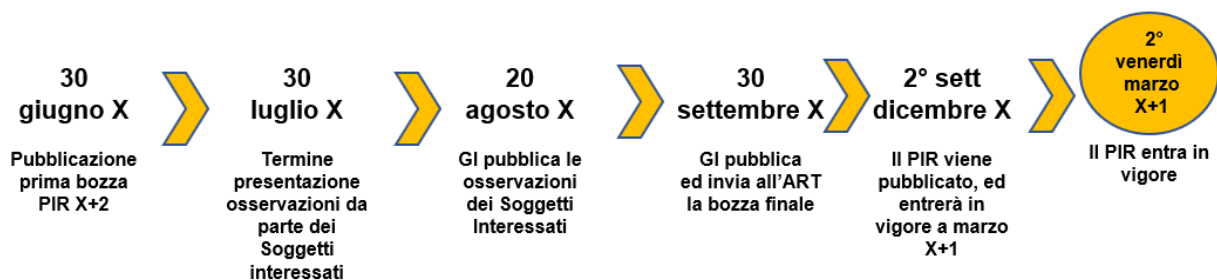 30
giugno X
Pubblicazione
prima bozza
PIR X+2
30
luglio X
Termine
presentazione
osservazioni da
parte dei
Soggetti
interessati
20
agosto X
GI pubblica le
osservazioni
dei Soggetti
Interessati
30
settembre X
GI pubblica
ed invia all'ART
la bozza finale
2° sett
dicembre X
Il PIR viene
pubblicato, ed
entrerà in
vigore a marzo
X+1
2°
venerdì
marzo
X+1
Il PIR entra in
vigore